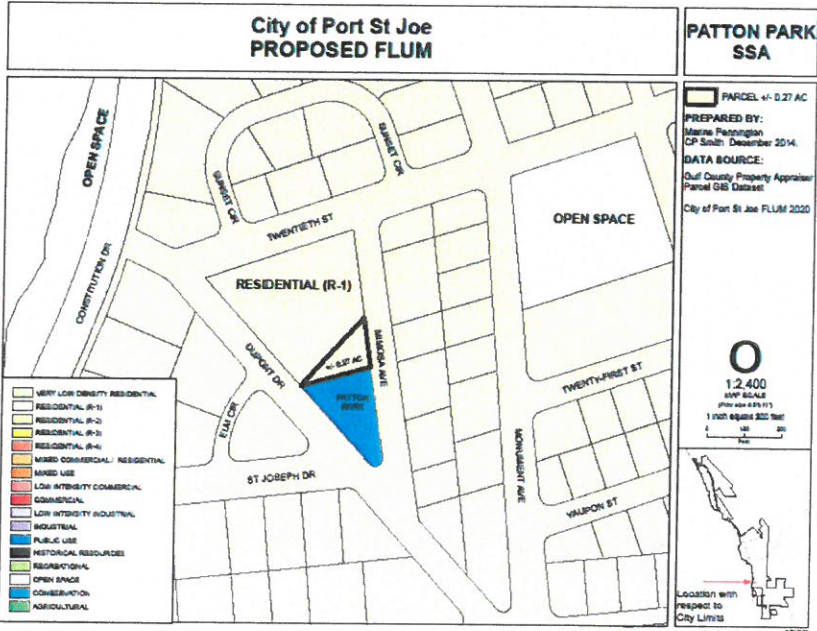 City of Port St Joe
PROPOSED FLUM
PATTON PARK
SSA
PARCEL +/- 0.27 AC
PREPARED BY:
Marina Pennington
CP Smith December 2014.
DATA SOURCE:
Gulf County Property Appraiser
Parcel GIS Dataset
City of Port St Joe FLUM 2020
O
1:2,400
MAP SCALE
1 inch equals 200 feet
Feet
Location with
respect to
City Limits
OPEN SPACE
CONSTITUTION DR
SUNSET CIR
SUNSET CIR
TWENTIETH ST
OPEN SPACE
RESIDENTIAL (R-1)
DUPONT DR
+/- 0.27 AC
MIMOSA AVE
PATTON
ELM CIR
ST JOSEPH DR
MONUMENT AVE
TWENTY-FIRST ST
YAUPON ST
VERY LOW DENSITY RESIDENTIAL
RESIDENTIAL (R-1)
RESIDENTIAL (R-2)
RESIDENTIAL (R-3)
RESIDENTIAL (R-4)
MIXED COMMERCIAL / RESIDENTIAL
MIXED USE
LOW INTENSITY COMMERCIAL
COMMERCIAL
LOW INTENSITY INDUSTRIAL
INDUSTRIAL
PUBLIC USE
HISTORICAL RESOURCES
RECREATIONAL
OPEN SPACE
CONSERVATION
AGRICULTURAL